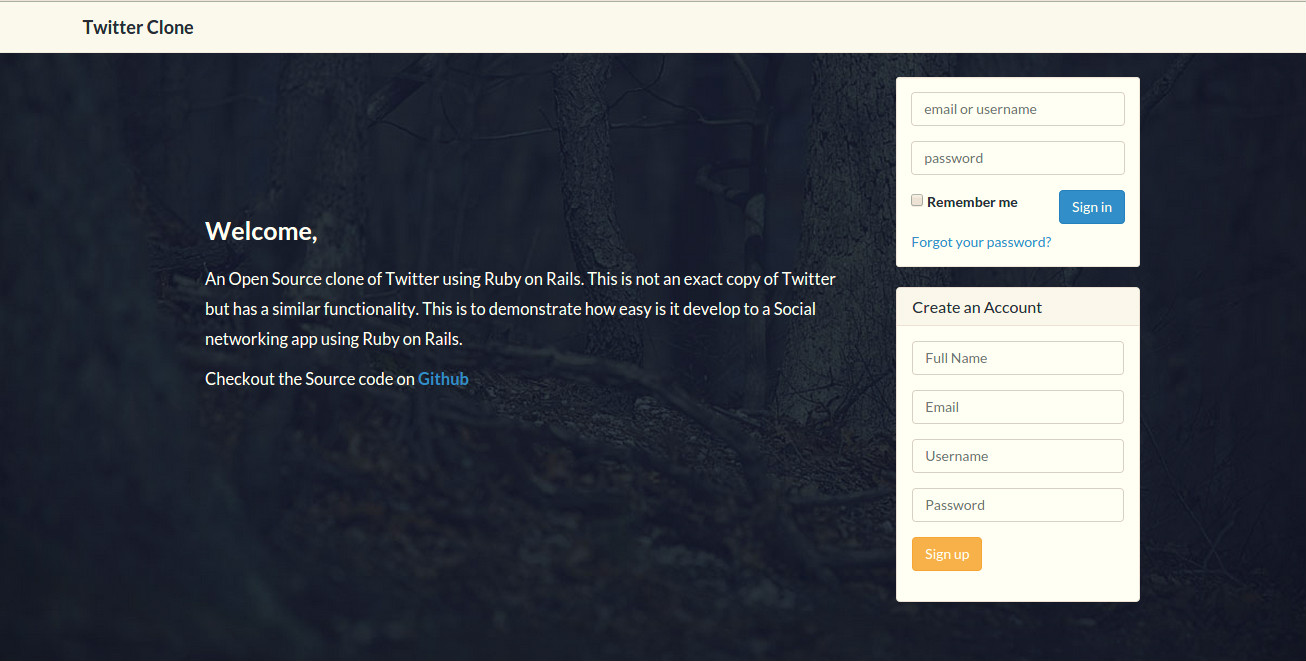 Twitter Clone
Welcome,
An Open Source clone of Twitter using Ruby on Rails. This is not an exact copy of Twitter
but has a similar functionality. This is to demonstrate how easy is it develop to a Social
networking app using Ruby on Rails.
Checkout the Source code on Github
email or username
password
Remember me
Sign in
Forgot your password?
Create an Account
Full Name
Email
Username
Password
Sign up